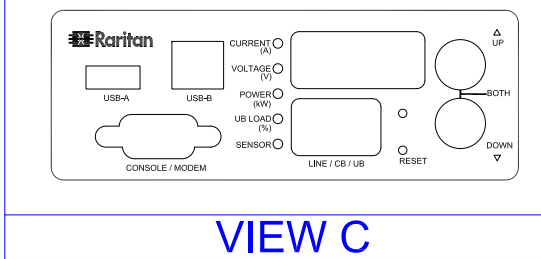 Raritan
USB-A
USB-B
CONSOLE / MODEM
CURRENT
(A)
VOLTAGE
(V)
POWER
(kW)
UB LOAD
(%)
SENSOR
LINE / CB / UB
RESET
UP
BOTH
DOWN
VIEW C